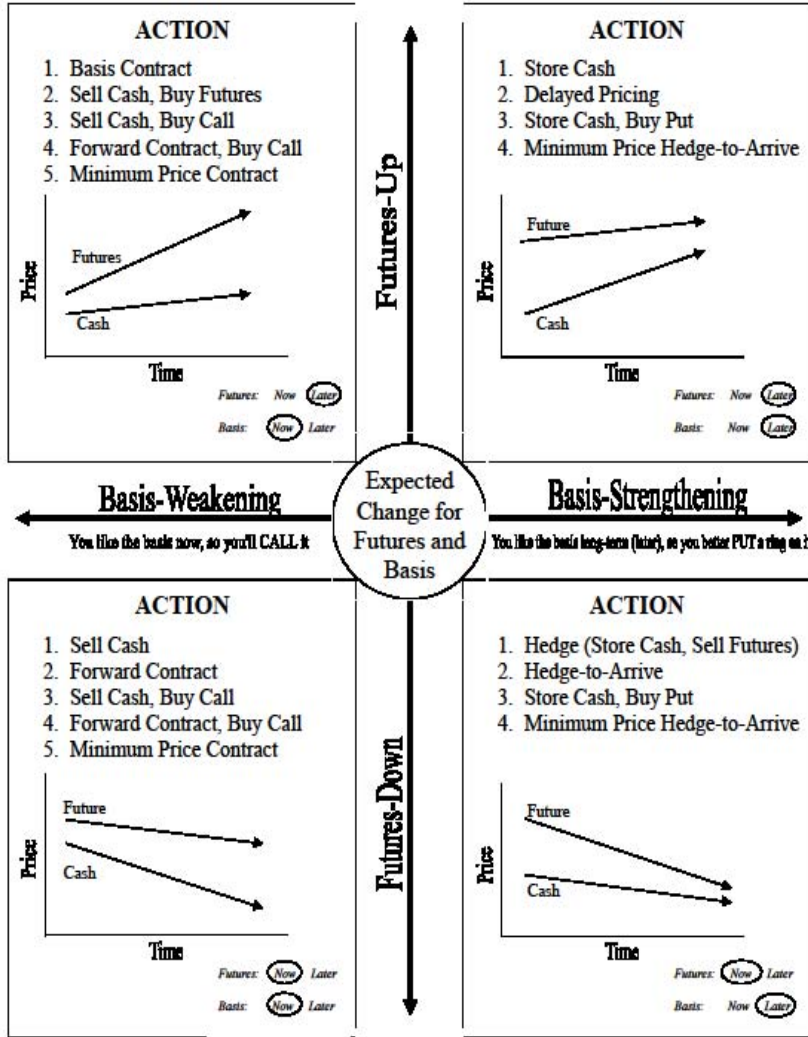 ACTION
1. Basis Contract
2. Sell Cash, Buy Futures
3. Sell Cash, Buy Call
4. Forward Contract, Buy Call
5. Minimum Price Contract
Price
Futures
Cash
Time
Futures: Now Later
Basis: Now Later
Futures-Up
ACTION
1. Store Cash
2. Delayed Pricing
3. Store Cash, Buy Put
4. Minimum Price Hedge-to-Arrive
Price
Future
Cash
Time
Futures: Now Later
Basis: Now Later
Basis-Weakening
You like the basis now, so you'll CALL it
Expected
Change for
Futures and
Basis
Basis-Strengthening
You like the basis long-term (later), so you better PUT a ring on
ACTION
1. Sell Cash
2. Forward Contract
3. Sell Cash, Buy Call
4. Forward Contract, Buy Call
5. Minimum Price Contract
Price
Future
Cash
Time
Futures: Now Later
Basis: Now Later
Futures-Down
ACTION
1. Hedge (Store Cash, Sell Futures)
2. Hedge-to-Arrive
3. Store Cash, Buy Put
4. Minimum Price Hedge-to-Arrive
Price
Future
Cash
Time
Futures: Now Later
Basis: Now Later